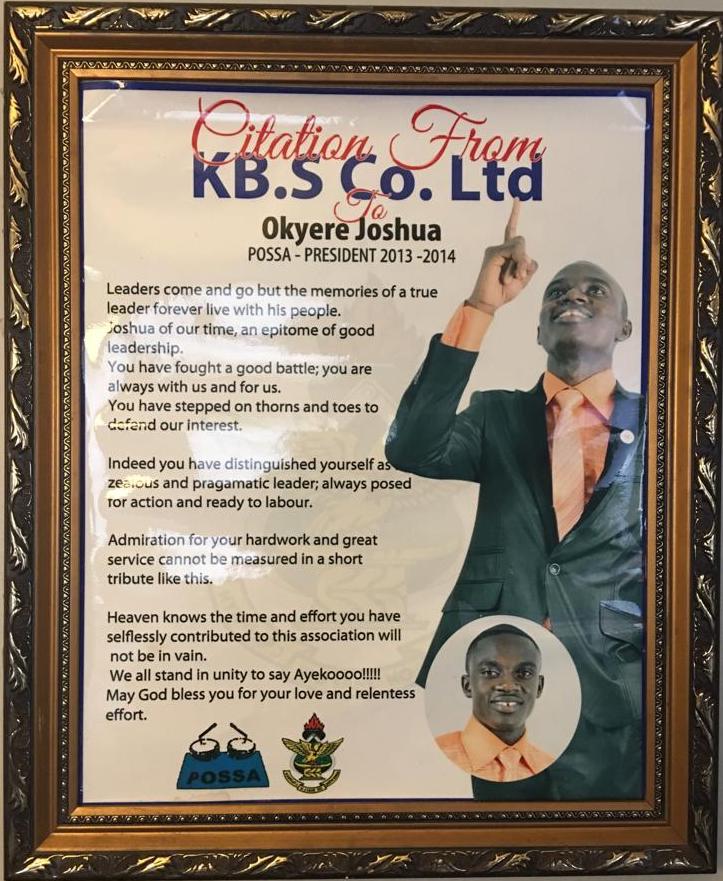 Citation From
KB.S Co. Ltd
To
Okyere Joshua
POSSA - PRESIDENT 2013 -2014
Leaders come and go but the memories of a true
leader forever live with his people.
Joshua of our time, an epitome of good
leadership.
You have fought a good battle; you are
always with us and for us.
You have stepped on thorns and toes to
defend our interest.
Indeed you have distinguished yourself as
zealous and pragamatic leader; always posed
for action and ready to labour.
Admiration for your hardwork and great
service cannot be measured in a short
tribute like this.
Heaven knows the time and effort you have
selflessly contributed to this association will
not be in vain.
We all stand in unity to say Ayekoooo!!!!!
May God bless you for your love and relentess
effort.
POSSA